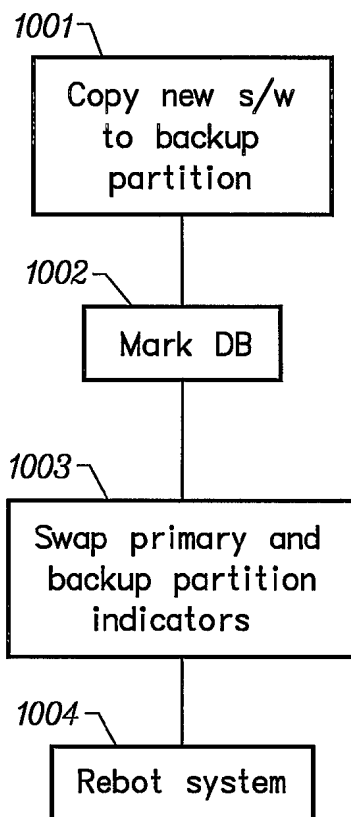 1001
Copy new s/w
to backup
partition
1002
Mark DB
1003
Swap primary and
backup partition
indicators
1004
Rebot system